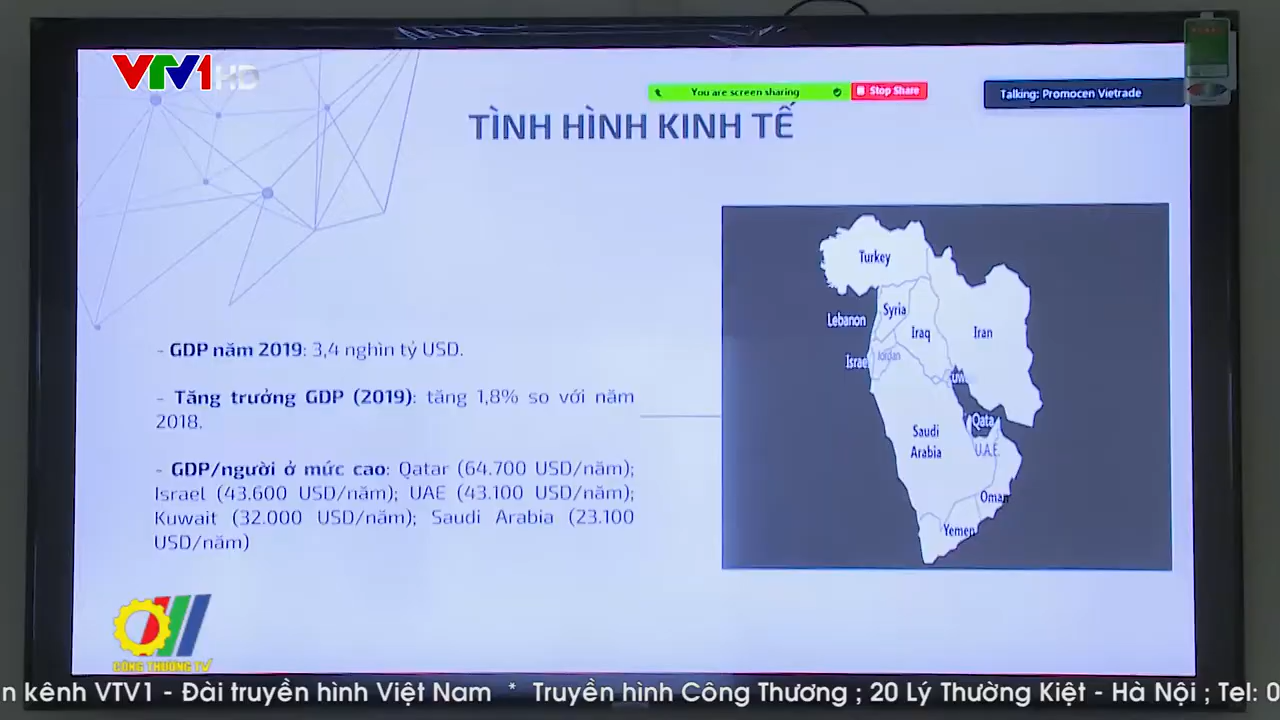 VTV1 HD
You are screen sharing
Stop Share
Talking: Promocen Vietrade
TÌNH HÌNH KINH TẾ
- GDP năm 2019: 3,4 nghìn tỷ USD.
- Tăng trưởng GDP (2019): tăng 1,8% so với năm
2018.
- GDP/người ở mức cao: Qatar (64.700 USD/năm);
Israel (43.600 USD/năm); UAE (43.100 USD/năm);
Kuwait (32.000 USD/năm); Saudi Arabia (23.100
USD/năm)
Turkey
Syria
Lebanon
Iraq
Iran
Israe
Jordan
uw
Qata
Saudi
Arabia
U.A.E.
Oman
Yemen
CÔNG THƯƠNG TV
n kênh VTV1 - Đài truyền hình Việt Nam * Truyền hình Công Thương ; 20 Lý Thường Kiệt - Hà Nội ; Tel: 0